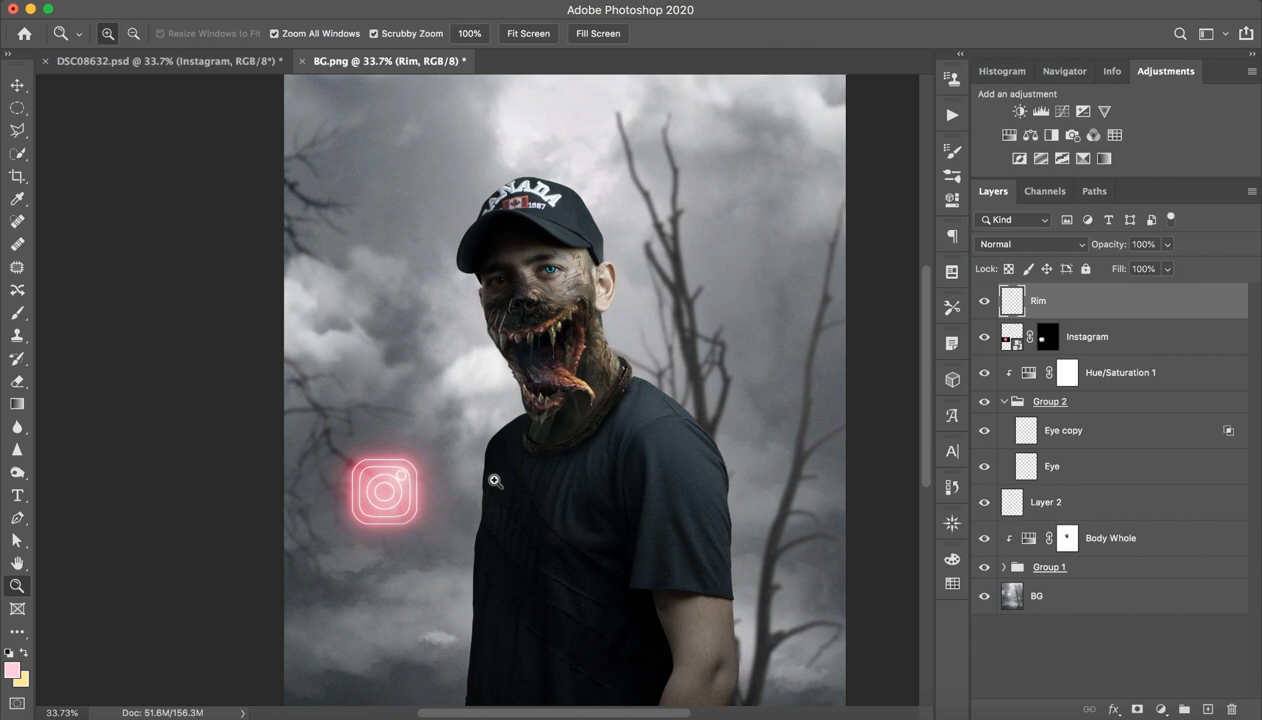 Adobe Photoshop 2020
Resize Windows to Fit
Zoom All Windows
Scrubby Zoom
100%
Fit Screen
Fill Screen
DSC08632.psd @ 33.7% (Instagram, RGB/8*) *
BG.png @ 33.7% (Rim, RGB/8) *
Histogram
Navigator
Info
Adjustments
Add an adjustment
Layers
Channels
Paths
Kind
Normal
Opacity: 100%
Lock:
Fill: 100%
Rim
Instagram
Hue/Saturation 1
Group 2
Eye copy
Eye
Layer 2
Body Whole
Group 1
BG
CANADA
1867
33.73%
Doc: 51.6M/156.3M